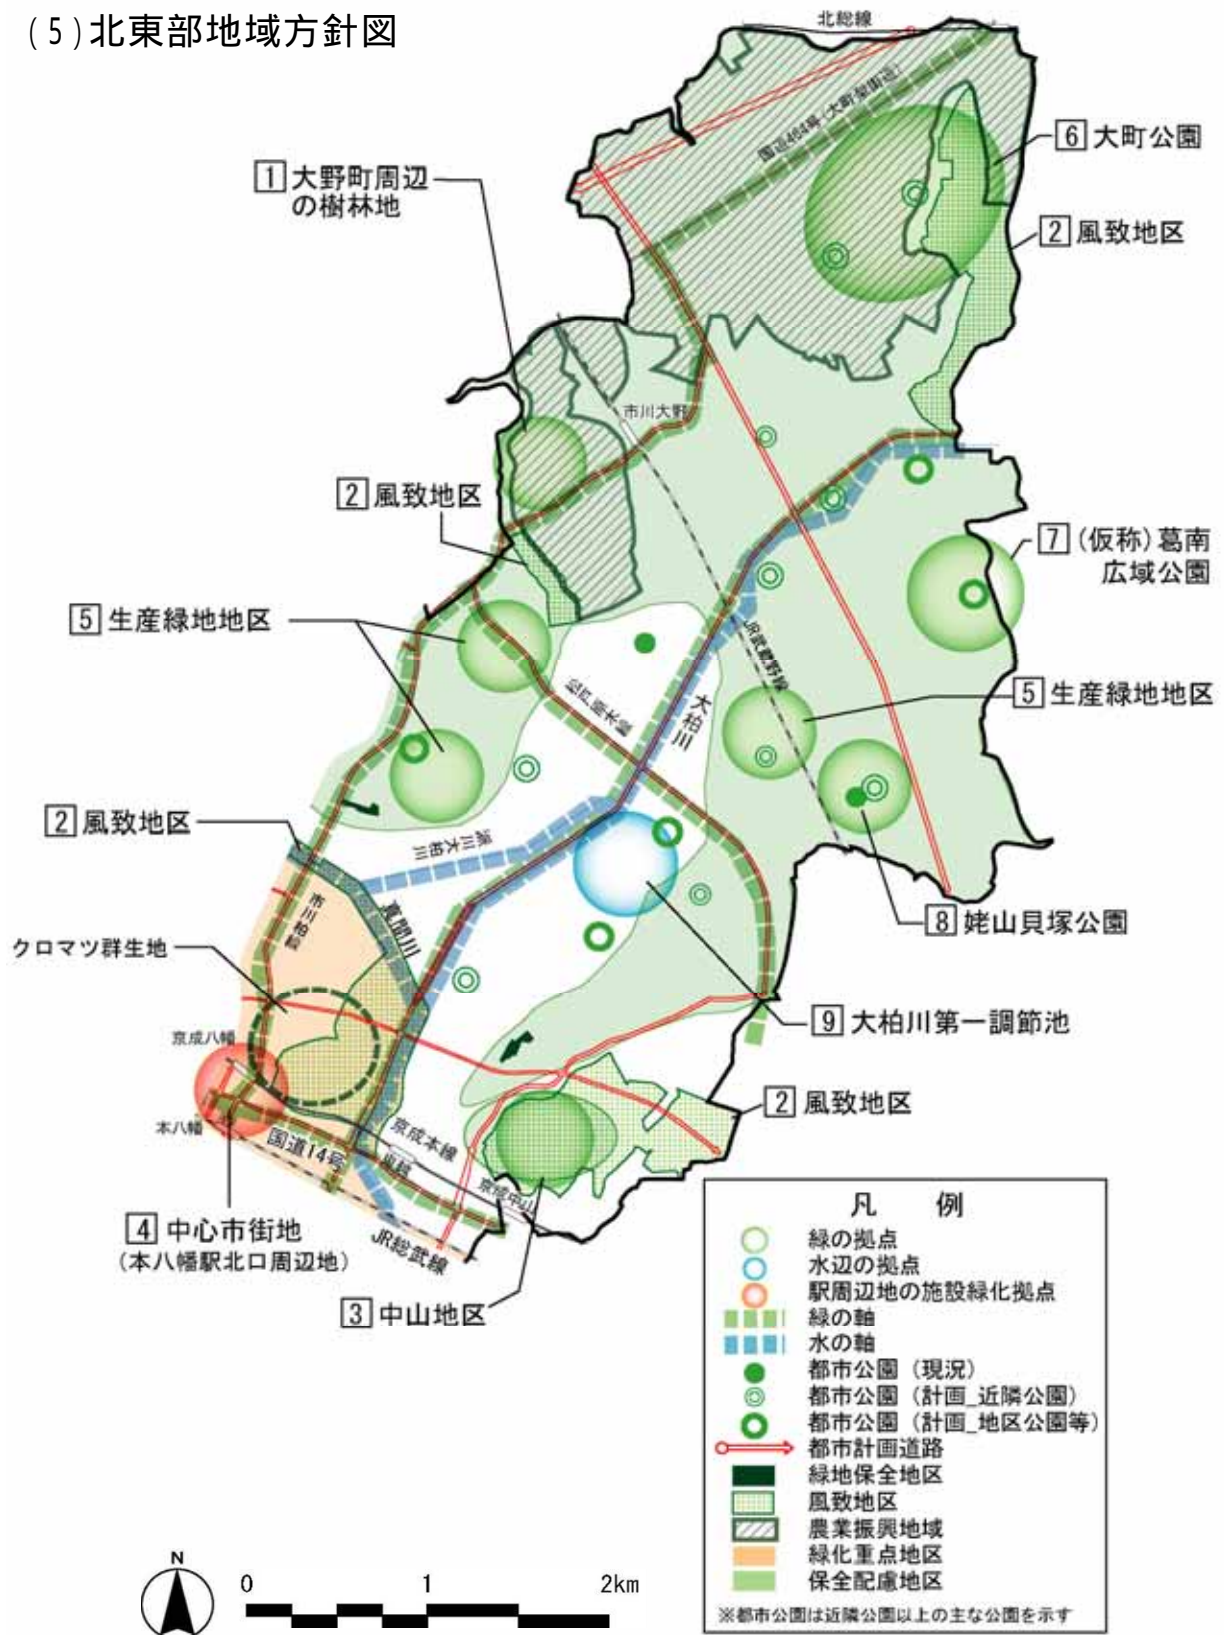 (5)北東部地域方針図
北総線
国道464号(大町梨街道)
6 大町公園
1 大野町周辺
の樹林地
2 風致地区
市川大野
2 風致地区
7 (仮称)葛南
広域公園
5 生産緑地地区
JR武蔵野線
5 生産緑地地区
大柏川
2 風致地区
派川大柏川
市川柏線
真間川
8 姥山貝塚公園
クロマツ群生地
9 大柏川第一調節池
京成八幡
2 風致地区
本八幡
国道14号
京成本線
鬼越
京成中山
JR総武線
4 中心市街地
(本八幡駅北口周辺地)
3 中山地区
凡 例
緑の拠点
水辺の拠点
駅周辺地の施設緑化拠点
緑の軸
水の軸
都市公園(現況)
都市公園(計画_近隣公園)
都市公園(計画_地区公園等)
都市計画道路
緑地保全地区
風致地区
農業振興地域
緑化重点地区
保全配慮地区
※都市公園は近隣公園以上の主な公園を示す
N
0 1 2km